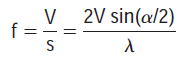 f = V/s = 2V sin(α/2)/λ